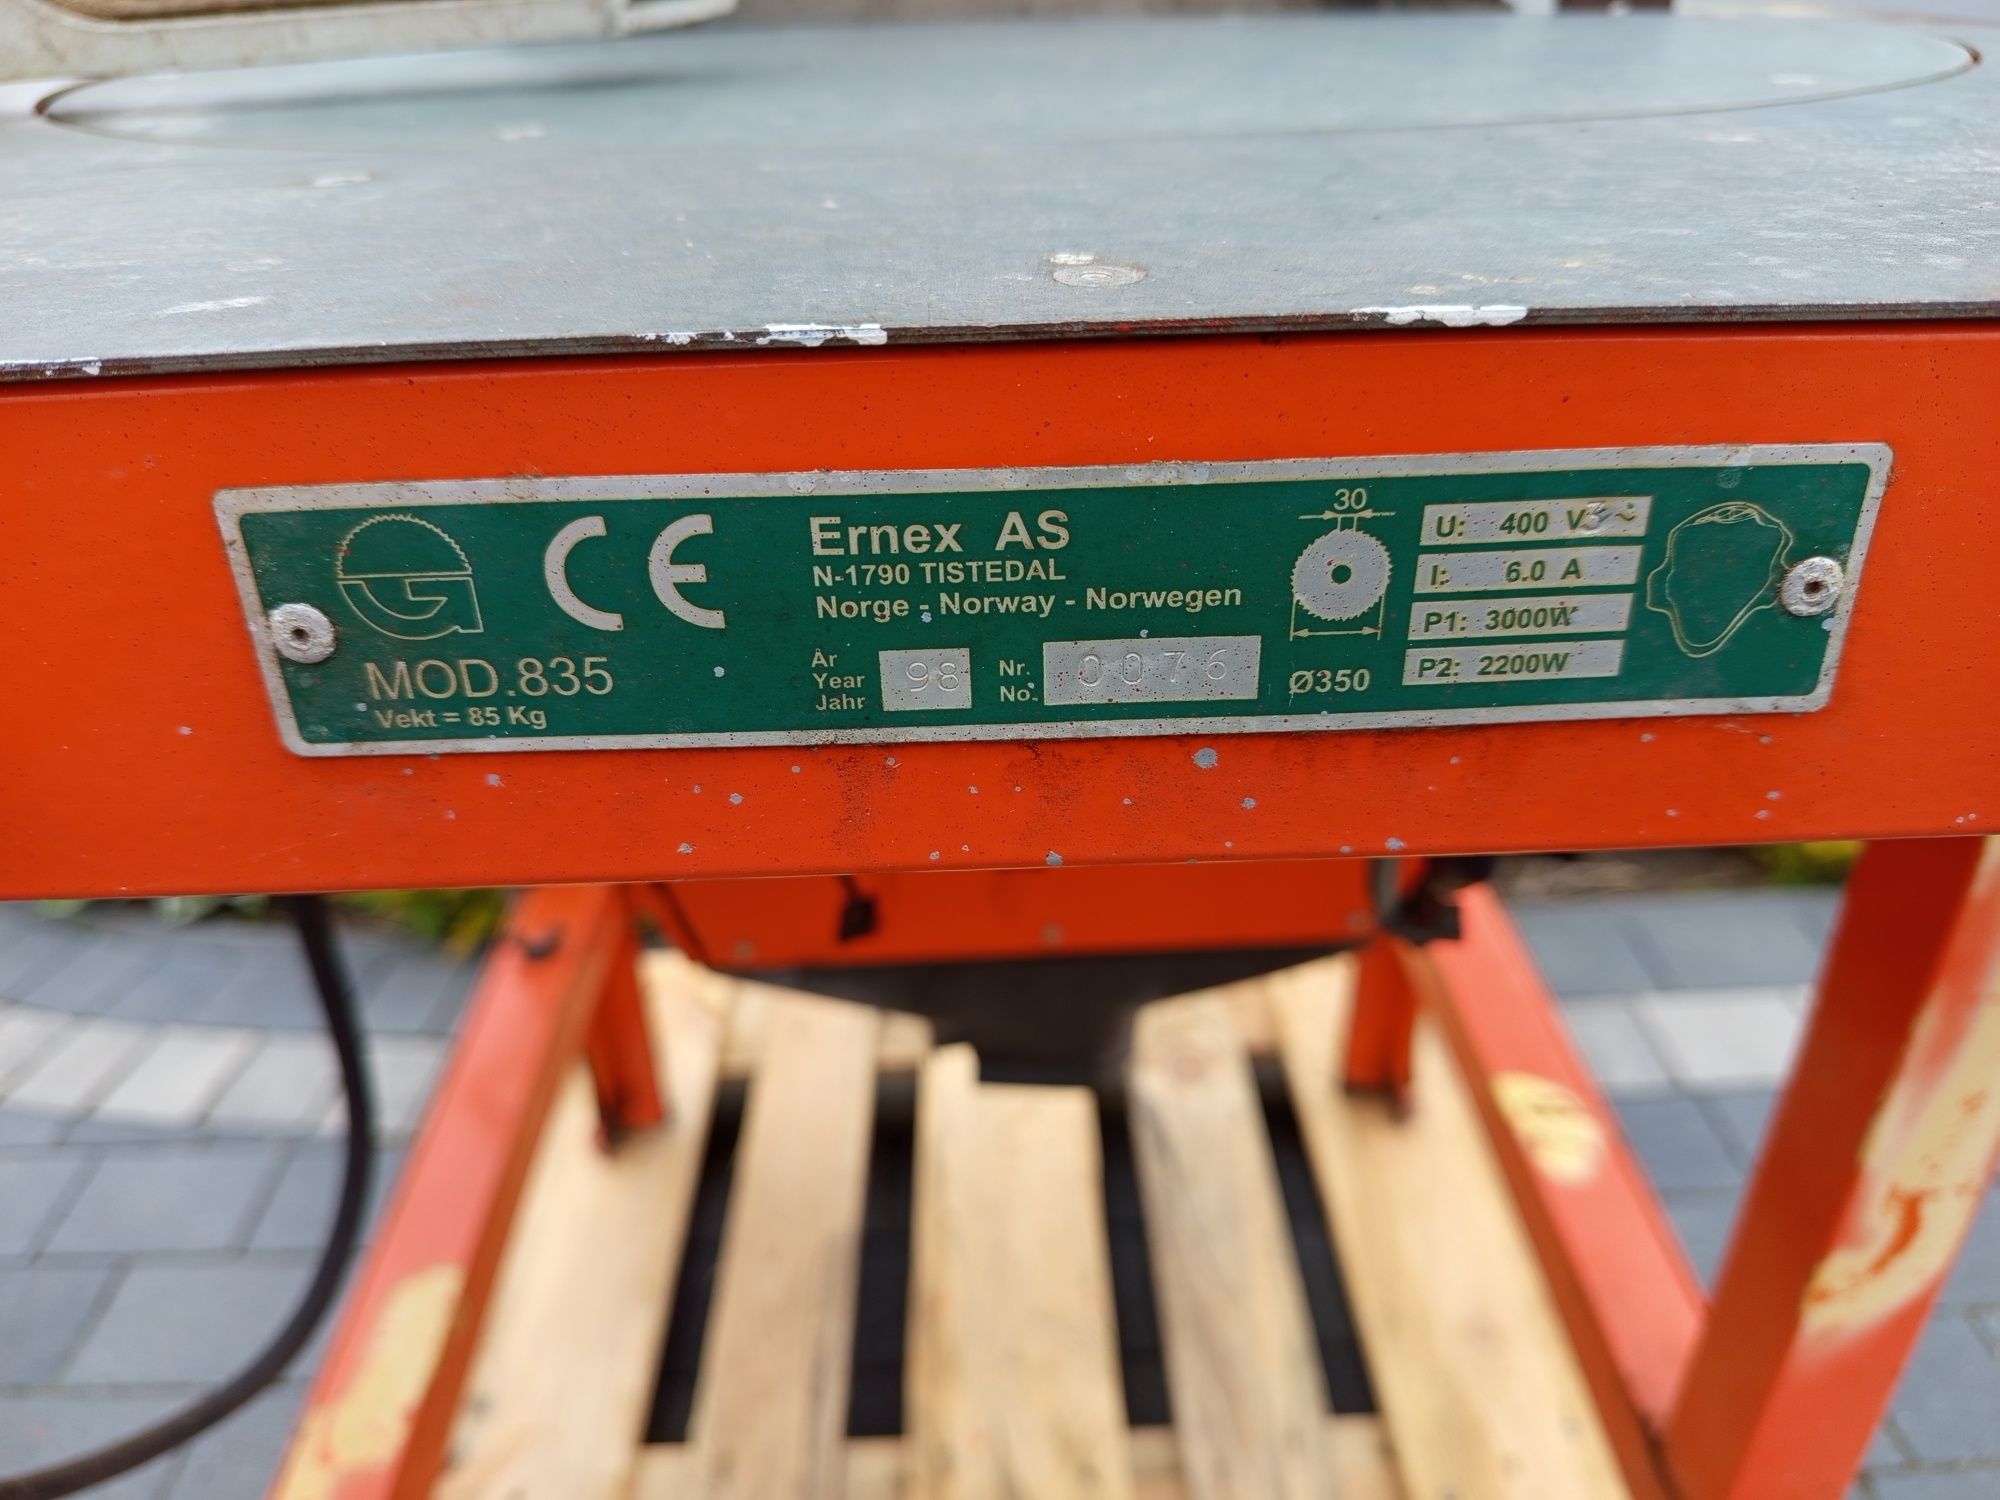 CE
MOD.835
Vekt = 85 Kg
Ernex AS
N-1790 TISTEDAL
Norge - Norway - Norwegen
År
Year
Jahr
98
Nr.
No.
0076
30
Ø350
U: 400 V3~
I: 6.0 A
P1: 3000W
P2: 2200W